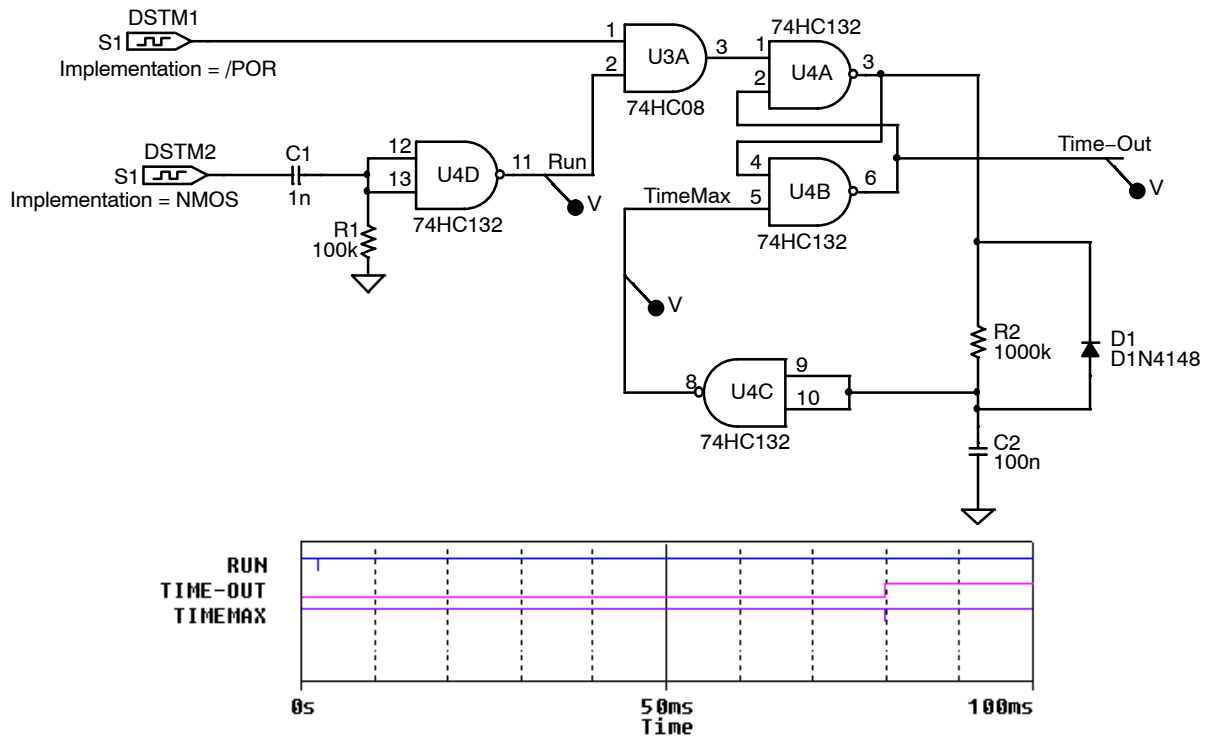 DSTM1
S1
Implementation = /POR
1
2
U3A
3
74HC08
74HC132
1
2
U4A
3
DSTM2
S1
Implementation = NMOS
C1
1n
12
13
U4D
11
Run
V
74HC132
R1
100k
TimeMax
4
5
U4B
6
74HC132
Time−Out
V
V
R2
1000k
D1
D1N4148
8
U4C
9
10
74HC132
C2
100n
RUN
TIME-OUT
TIMEMAX
0s
50ms
100ms
Time